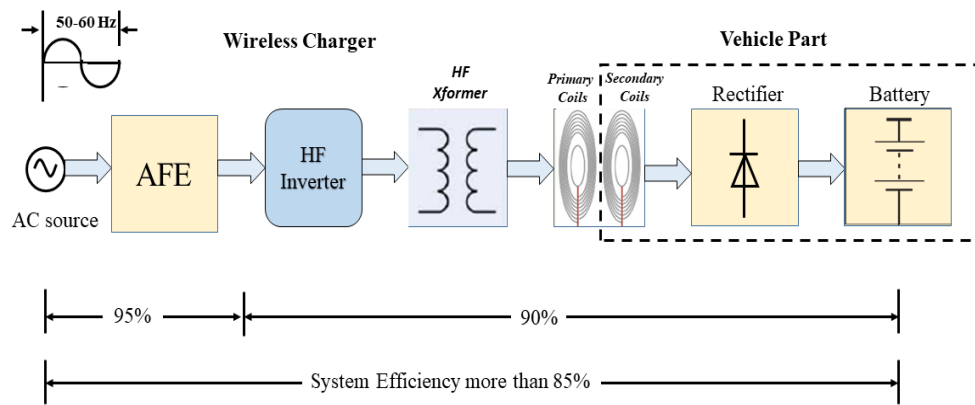 50-60 Hz
Wireless Charger
Vehicle Part
HF
Xformer
Primary
Coils
Secondary
Coils
Rectifier
Battery
AFE
HF
Inverter
AC source
95%
90%
System Efficiency more than 85%